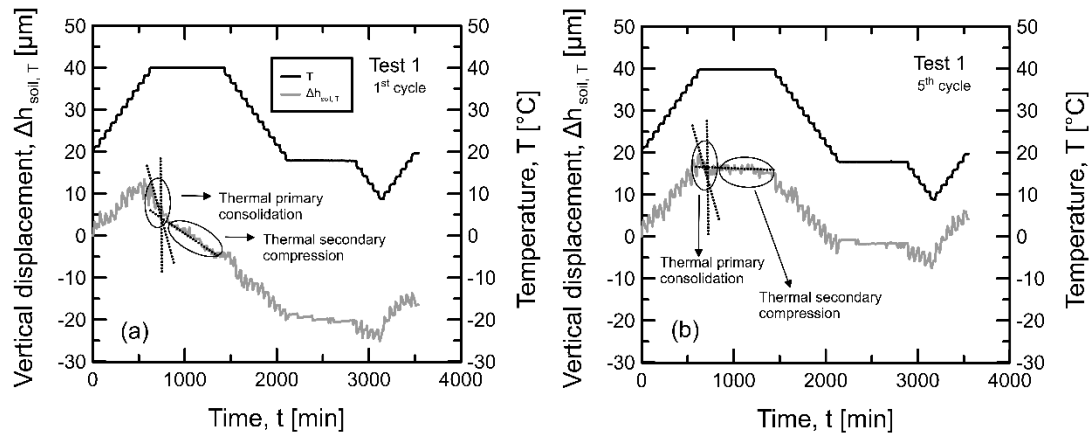 Vertical displacement, Δh_soil, T [µm]
50
40
30
20
10
0
-10
-20
-30
50
40
30
20
10
0
-10
-20
-30
Temperature, T [°C]
T
Δh_soil, T
Test 1
1st cycle
Thermal primary
consolidation
Thermal secondary
compression
(a)
0 1000 2000 3000 4000
Time, t [min]
Vertical displacement, Δh_soil, T [µm]
50
40
30
20
10
0
-10
-20
-30
50
40
30
20
10
0
-10
-20
-30
Temperature, T [°C]
Test 1
5th cycle
Thermal primary
consolidation
Thermal secondary
compression
(b)
0 1000 2000 3000 4000
Time, t [min]